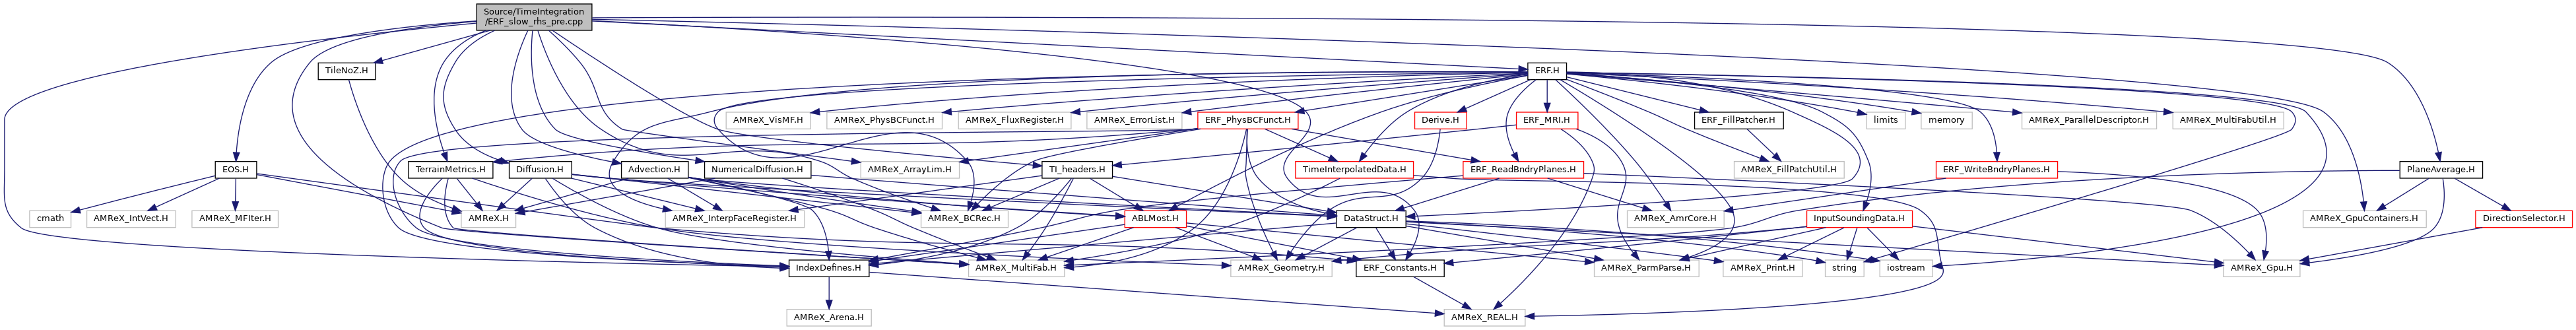 Source/TimeIntegration
/ERF_slow_rhs_pre.cpp
TileNoZ.H
ERF.H
AMReX_VisMF.H
AMReX_PhysBCFunct.H
AMReX_FluxRegister.H
AMReX_ErrorList.H
ERF_PhysBCFunct.H
Derive.H
ERF_MRI.H
ERF_FillPatcher.H
limits
memory
AMReX_ParallelDescriptor.H
AMReX_MultiFabUtil.H
EOS.H
TerrainMetrics.H
Diffusion.H
Advection.H
NumericalDiffusion.H
AMReX_ArrayLim.H
TI_headers.H
TimeInterpolatedData.H
ERF_ReadBndryPlanes.H
AMReX_FillPatchUtil.H
ERF_WriteBndryPlanes.H
PlaneAverage.H
cmath
AMReX_IntVect.H
AMReX_MFIter.H
AMReX.H
AMReX_InterpFaceRegister.H
AMReX_BCRec.H
ABLMost.H
DataStruct.H
AMReX_AmrCore.H
InputSoundingData.H
AMReX_GpuContainers.H
DirectionSelector.H
IndexDefines.H
AMReX_MultiFab.H
AMReX_Geometry.H
ERF_Constants.H
AMReX_ParmParse.H
AMReX_Print.H
string
iostream
AMReX_Gpu.H
AMReX_Arena.H
AMReX_REAL.H